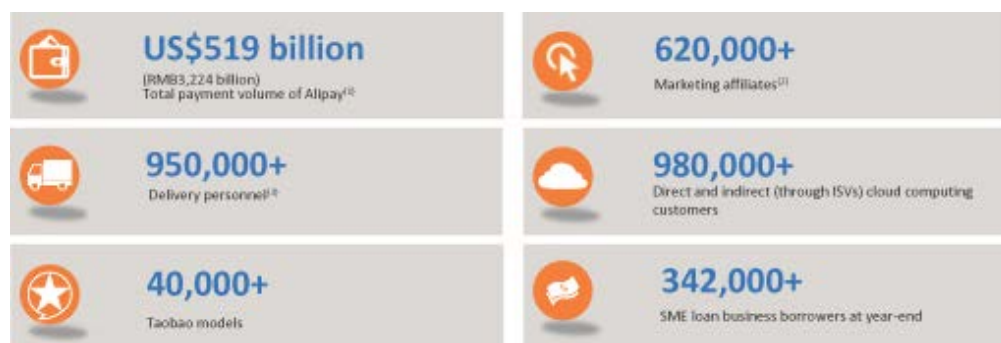 US$519 billion
(RMB3,224 billion)
Total payment volume of Alipay
620,000+
Marketing affiliates
950,000+
Delivery personnel
980,000+
Direct and indirect (through ISVs) cloud computing
customers
40,000+
Taobao models
342,000+
SME loan business borrowers at year-end